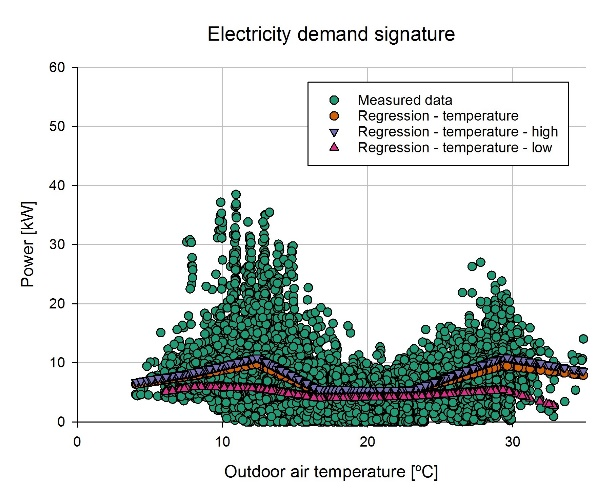 Electricity demand signature
60
50
40
30
20
10
0
Power [kW]
Measured data
Regression - temperature
Regression - temperature - high
Regression - temperature - low
0 10 20 30
Outdoor air temperature [ºC]